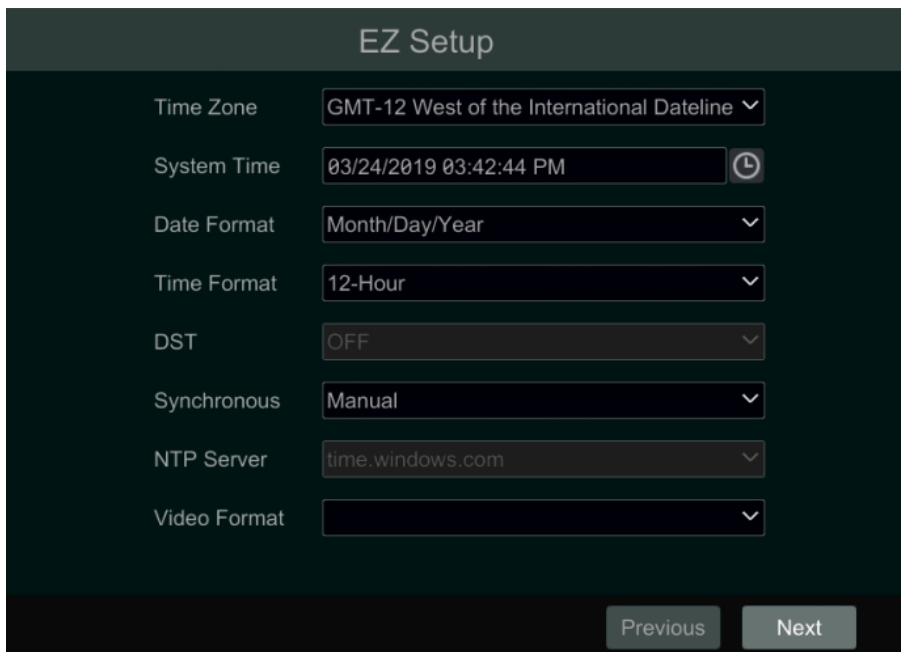 EZ Setup
Time Zone GMT-12 West of the International Dateline
System Time 03/24/2019 03:42:44 PM
Date Format Month/Day/Year
Time Format 12-Hour
DST OFF
Synchronous Manual
NTP Server time.windows.com
Video Format
Previous Next